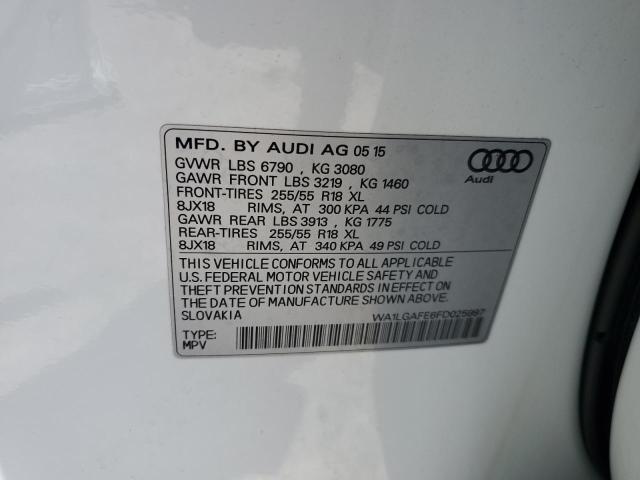 MFD. BY AUDI AG 05 15
GVWR LBS 6790 , KG 3080
GAWR FRONT LBS 3219 , KG 1460
FRONT-TIRES 255/55 R18 XL
8JX18 RIMS, AT 300 KPA 44 PSI COLD
GAWR REAR LBS 3913 , KG 1775
REAR-TIRES 255/55 R18 XL
8JX18 RIMS, AT 340 KPA 49 PSI COLD
Audi
THIS VEHICLE CONFORMS TO ALL APPLICABLE
U.S. FEDERAL MOTOR VEHICLE SAFETY AND
THEFT PREVENTION STANDARDS IN EFFECT ON
THE DATE OF MANUFACTURE SHOWN ABOVE
SLOVAKIA
WA1LGAFE6FD025997
TYPE:
MPV